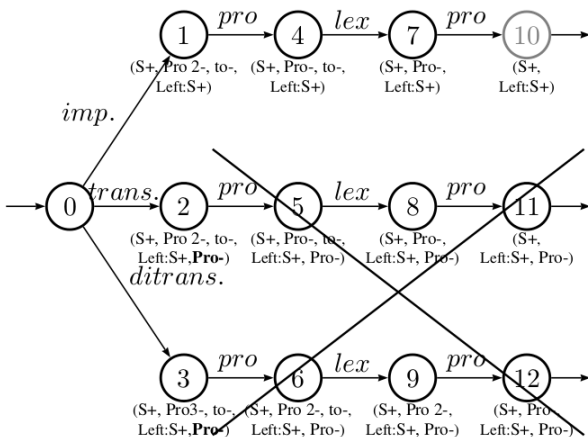 1 pro 4 lex 7 pro 10
(S+, Pro 2-, to-, (S+, Pro-, to-, (S+, Pro-, (S+,
Left:S+) Left:S+) Left:S+) Left:S+)
imp.
0 trans. 2 pro 5 lex 8 pro 11
(S+, Pro 2-, to-, (S+, Pro-, to-, (S+, Pro-, (S+,
Left:S+,Pro-) Left:S+, Pro-) Left:S+, Pro-) Left:S+, Pro-)
ditrans.
3 pro 6 lex 9 pro 12
(S+, Pro3-, to-, (S+, Pro 2-, to-, (S+, Pro 2-, (S+, Pro-,
Left:S+,Pro-) Left:S+, Pro-) Left:S+, Pro-) Left:S+, Pro-)